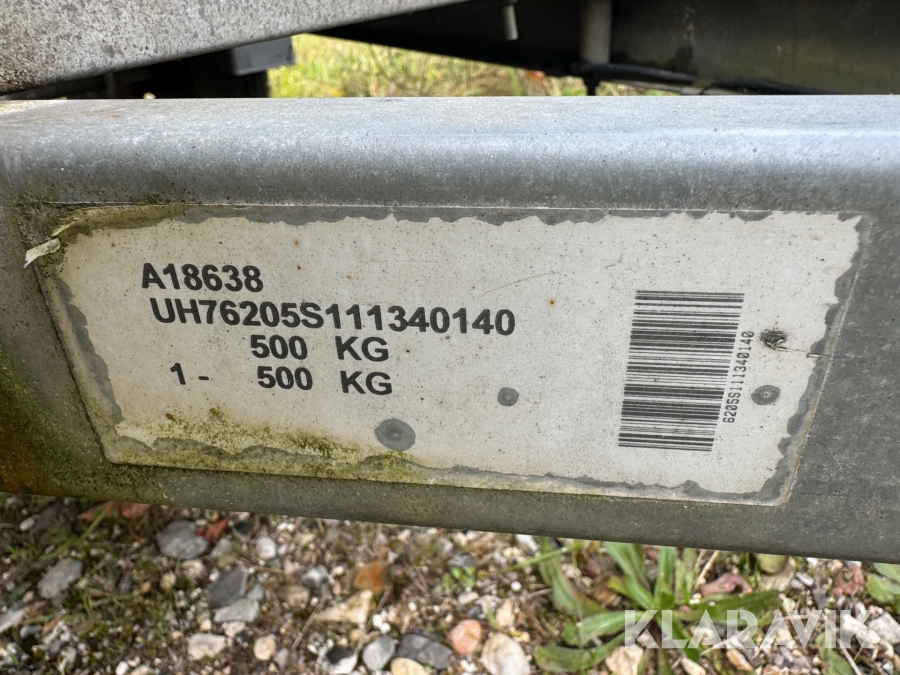 A18638
UH76205S111340140
500 KG
1 - 500 KG
6205S111340140
KLARAVIK